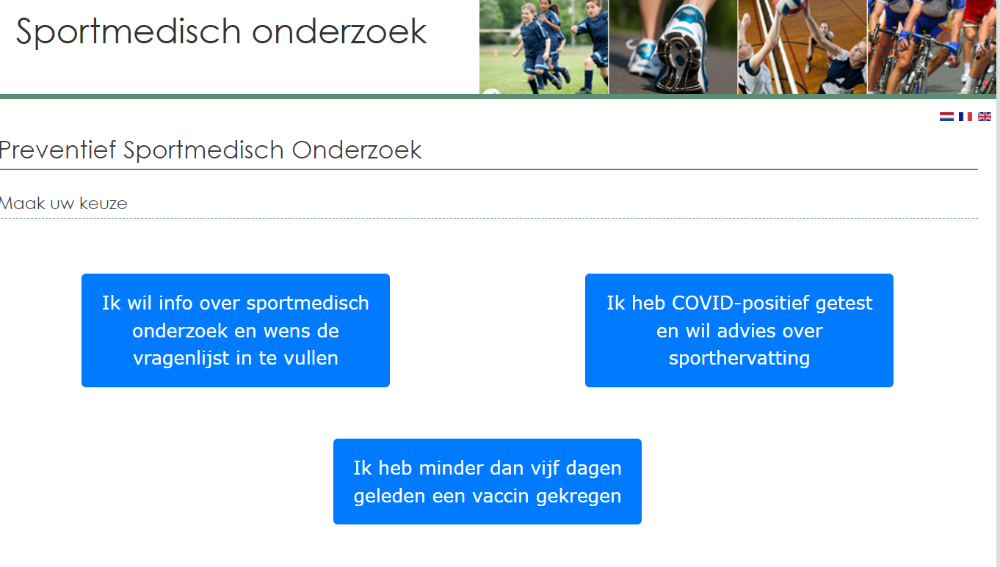 Sportmedisch onderzoek
Preventief Sportmedisch Onderzoek
Maak uw keuze
Ik wil info over sportmedisch
onderzoek en wens de
vragenlijst in te vullen
Ik heb COVID-positief getest
en wil advies over
sporthervatting
Ik heb minder dan vijf dagen
geleden een vaccin gekregen